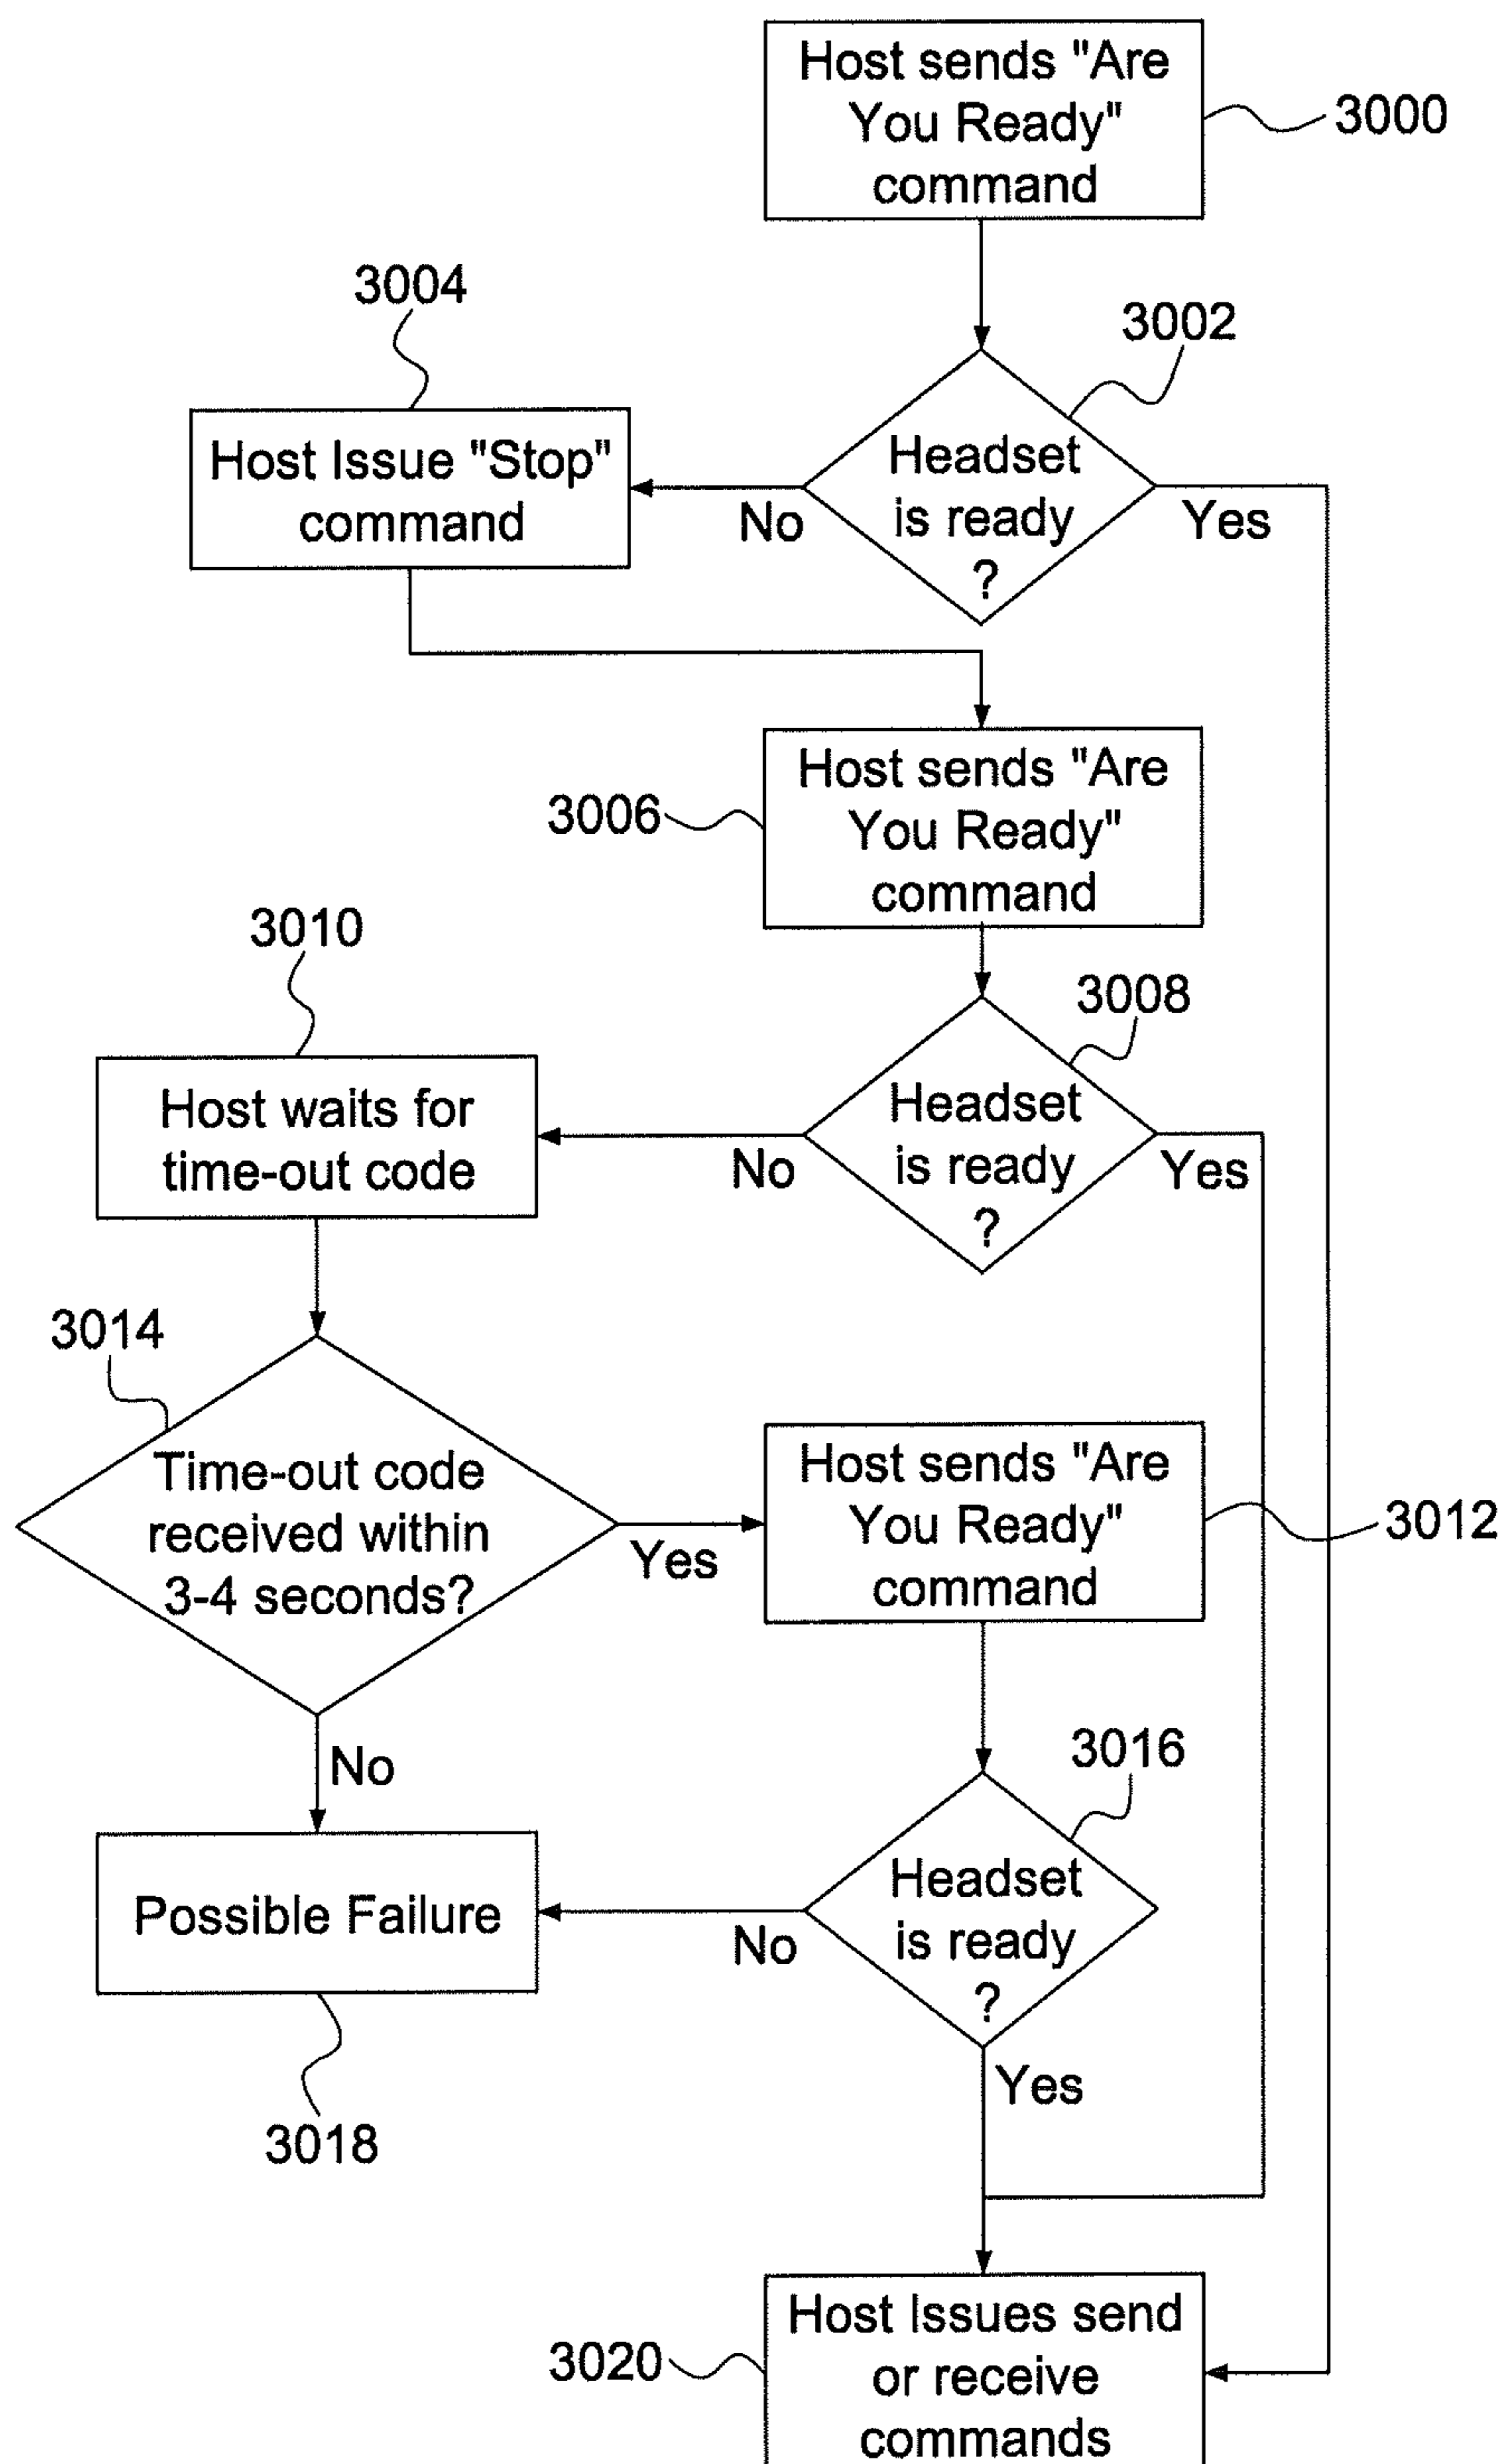 Host sends "Are
You Ready"
command
3000
3004
3002
Host Issue "Stop"
command
Headset
is ready
?
No
Yes
Host sends "Are
You Ready"
command
3006
3010
3008
Host waits for
time-out code
Headset
is ready
?
No
Yes
3014
Time-out code
received within
3-4 seconds?
Yes
Host sends "Are
You Ready"
command
3012
No
3016
Possible Failure
Headset
is ready
?
No
Yes
3018
Host Issues send
or receive
commands
3020